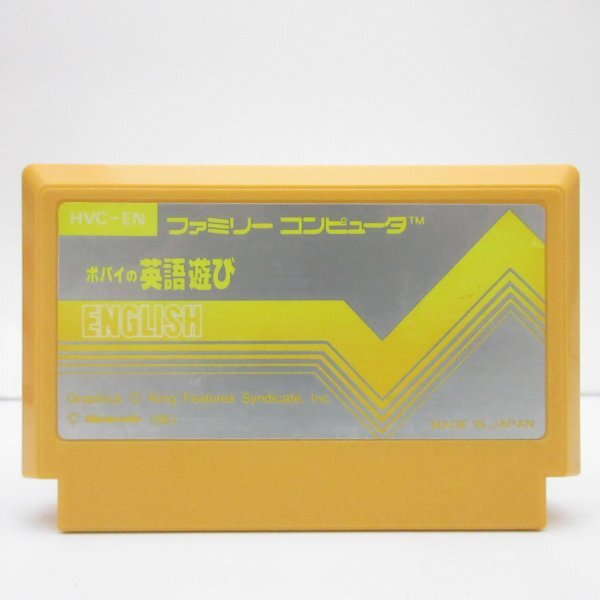 HVC-EN ファミリー コンピュータ™
ポパイの英語遊び
ENGLISH
Graphics © King Features Syndicate, Inc.
© Nintendo
MADE IN JAPAN